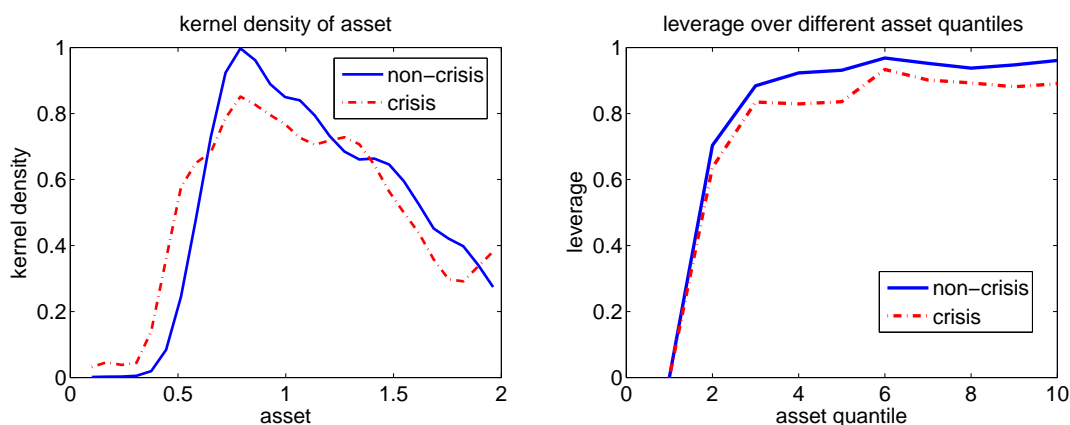 kernel density of asset
kernel density
1
0.8
0.6
0.4
0.2
0
0
0.5
1
1.5
2
asset
non-crisis
crisis
leverage over different asset quantiles
leverage
1
0.8
0.6
0.4
0.2
0
0
2
4
6
8
10
asset quantile
non-crisis
crisis